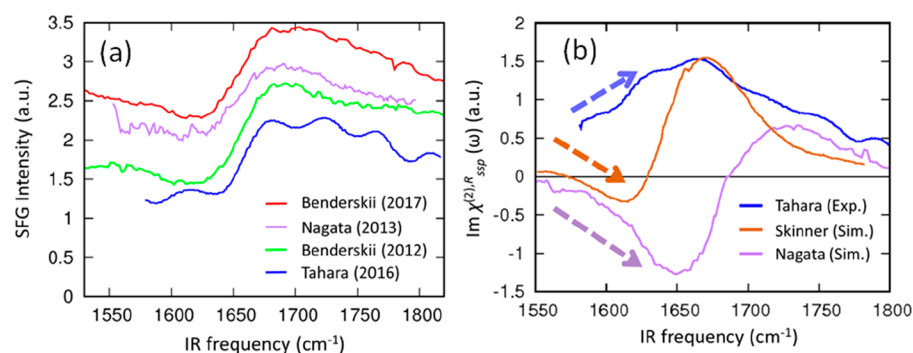 (a)
SFG Intensity (a.u.)
3.5
3
2.5
2
1.5
1
0.5
0
Benderskii (2017)
Nagata (2013)
Benderskii (2012)
Tahara (2016)
1550 1600 1650 1700 1750 1800
IR frequency (cm-1)
(b)
Im χ(2),R ssp (ω) (a.u.)
2
1.5
1
0.5
0
-0.5
-1
-1.5
Tahara (Exp.)
Skinner (Sim.)
Nagata (Sim.)
1550 1600 1650 1700 1750 1800
IR frequency (cm-1)